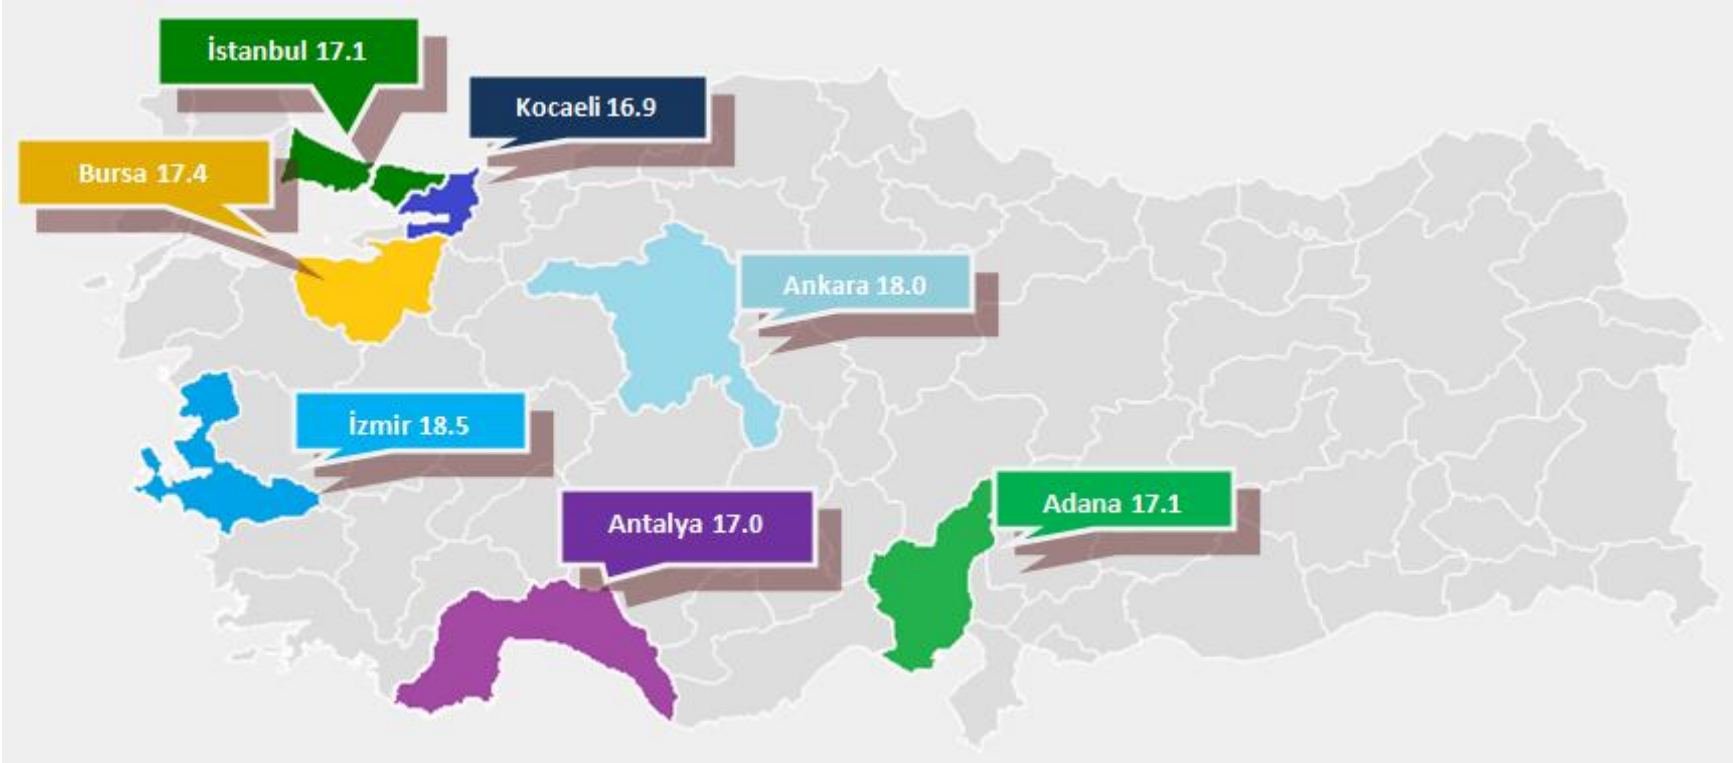 İstanbul 17.1
Kocaeli 16.9
Bursa 17.4
Ankara 18.0
İzmir 18.5
Antalya 17.0
Adana 17.1